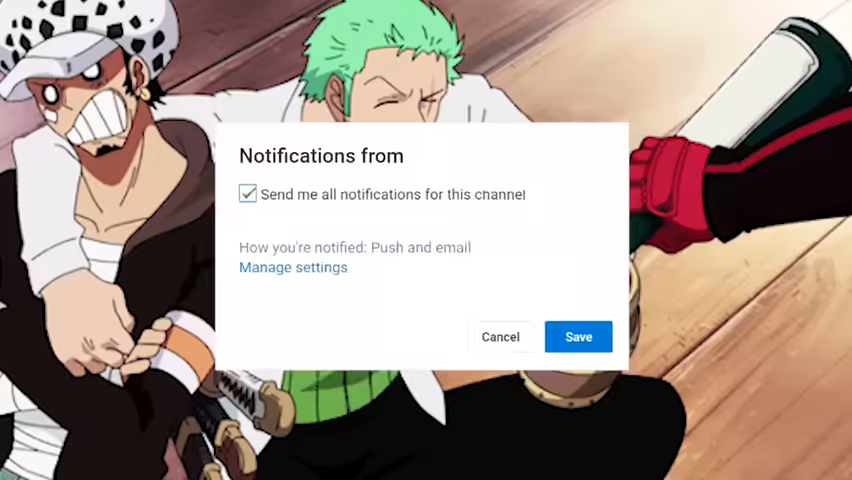 Notifications from
Send me all notifications for this channel
How you're notified: Push and email
Manage settings
Cancel
Save